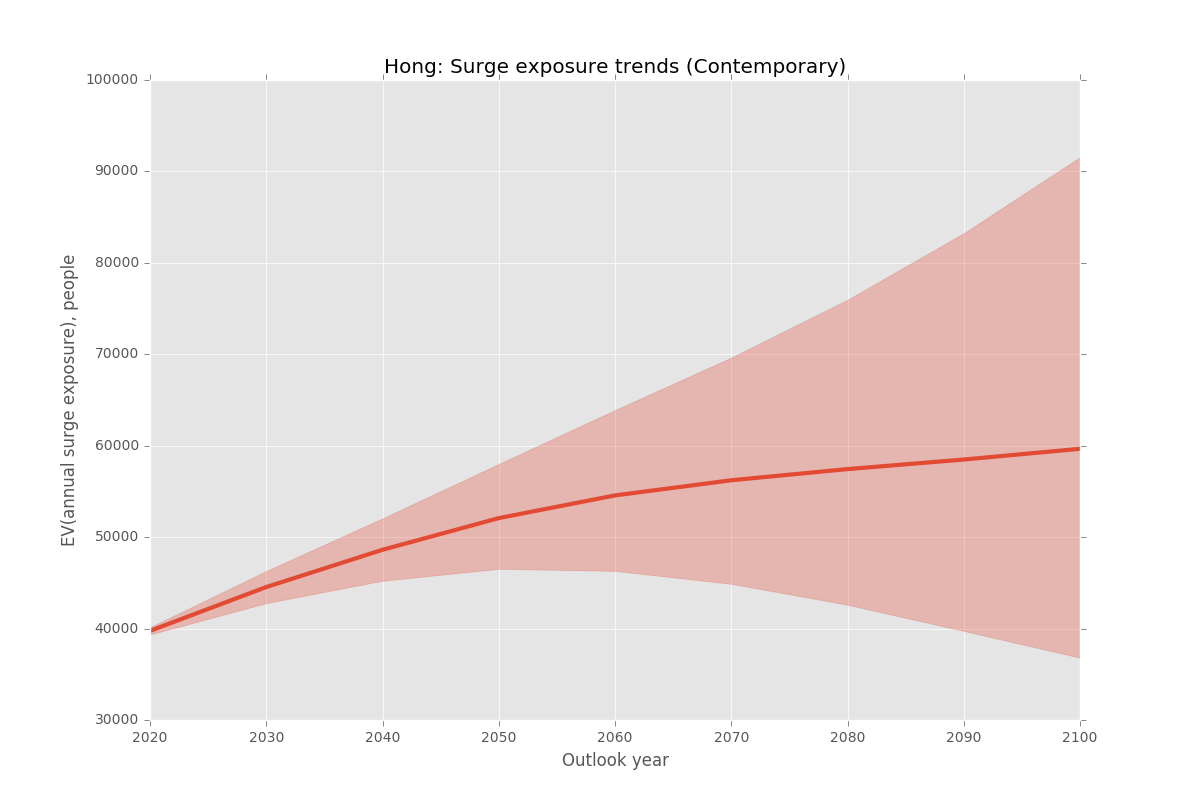 Hong: Surge exposure trends (Contemporary)
100000
90000
80000
70000
60000
50000
40000
30000
EV(annual surge exposure), people
2020 2030 2040 2050 2060 2070 2080 2090 2100
Outlook year